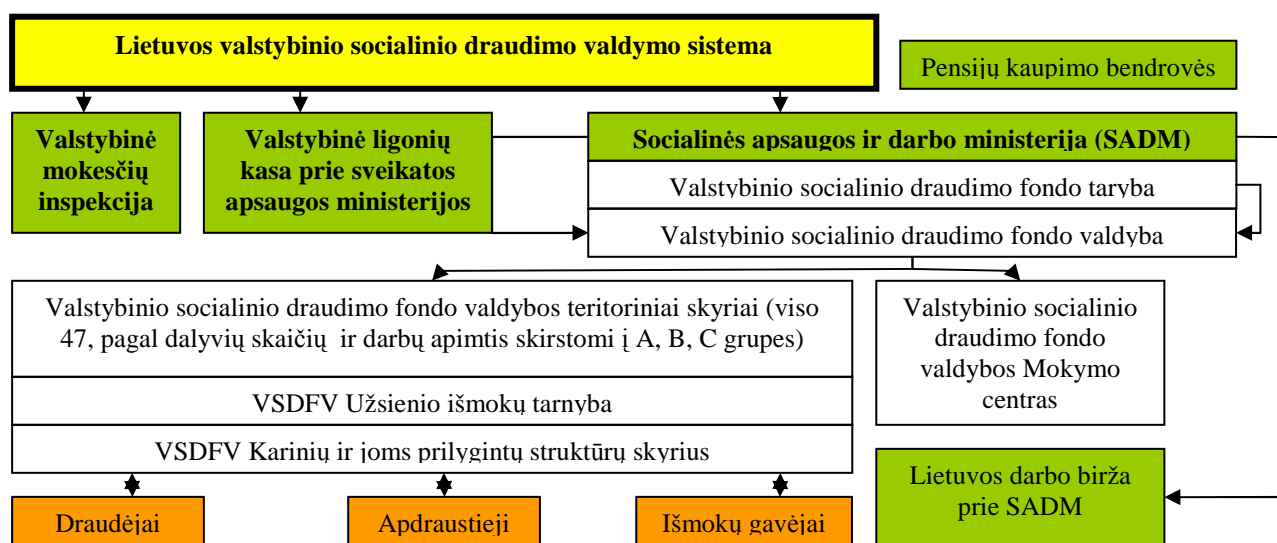 Lietuvos valstybinio socialinio draudimo valdymo sistema
Pensijų kaupimo bendrovės
Valstybinė
mokesčių
inspekcija
Valstybinė ligonių
kasa prie sveikatos
apsaugos ministerijos
Socialinės apsaugos ir darbo ministerija (SADM)
Valstybinio socialinio draudimo fondo taryba
Valstybinio socialinio draudimo fondo valdyba
Valstybinio socialinio draudimo fondo valdybos teritoriniai skyriai (viso
47, pagal dalyvių skaičių ir darbų apimtis skirstomi į A, B, C grupes)
VSDFV Užsienio išmokų tarnyba
VSDFV Karinių ir joms prilygintų struktūrų skyrius
Valstybinio socialinio
draudimo fondo
valdybos Mokymo
centras
Lietuvos darbo birža
prie SADM
Draudėjai
Apdraustieji
Išmokų gavėjai